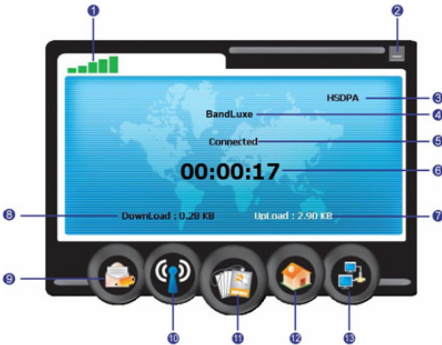 1
2
HSDPA 3
BandLuxe 4
Connected 5
00:00:17 6
8 DownLoad : 0.28 KB UpLoad : 2.90 KB 7
9
10
11
12
13